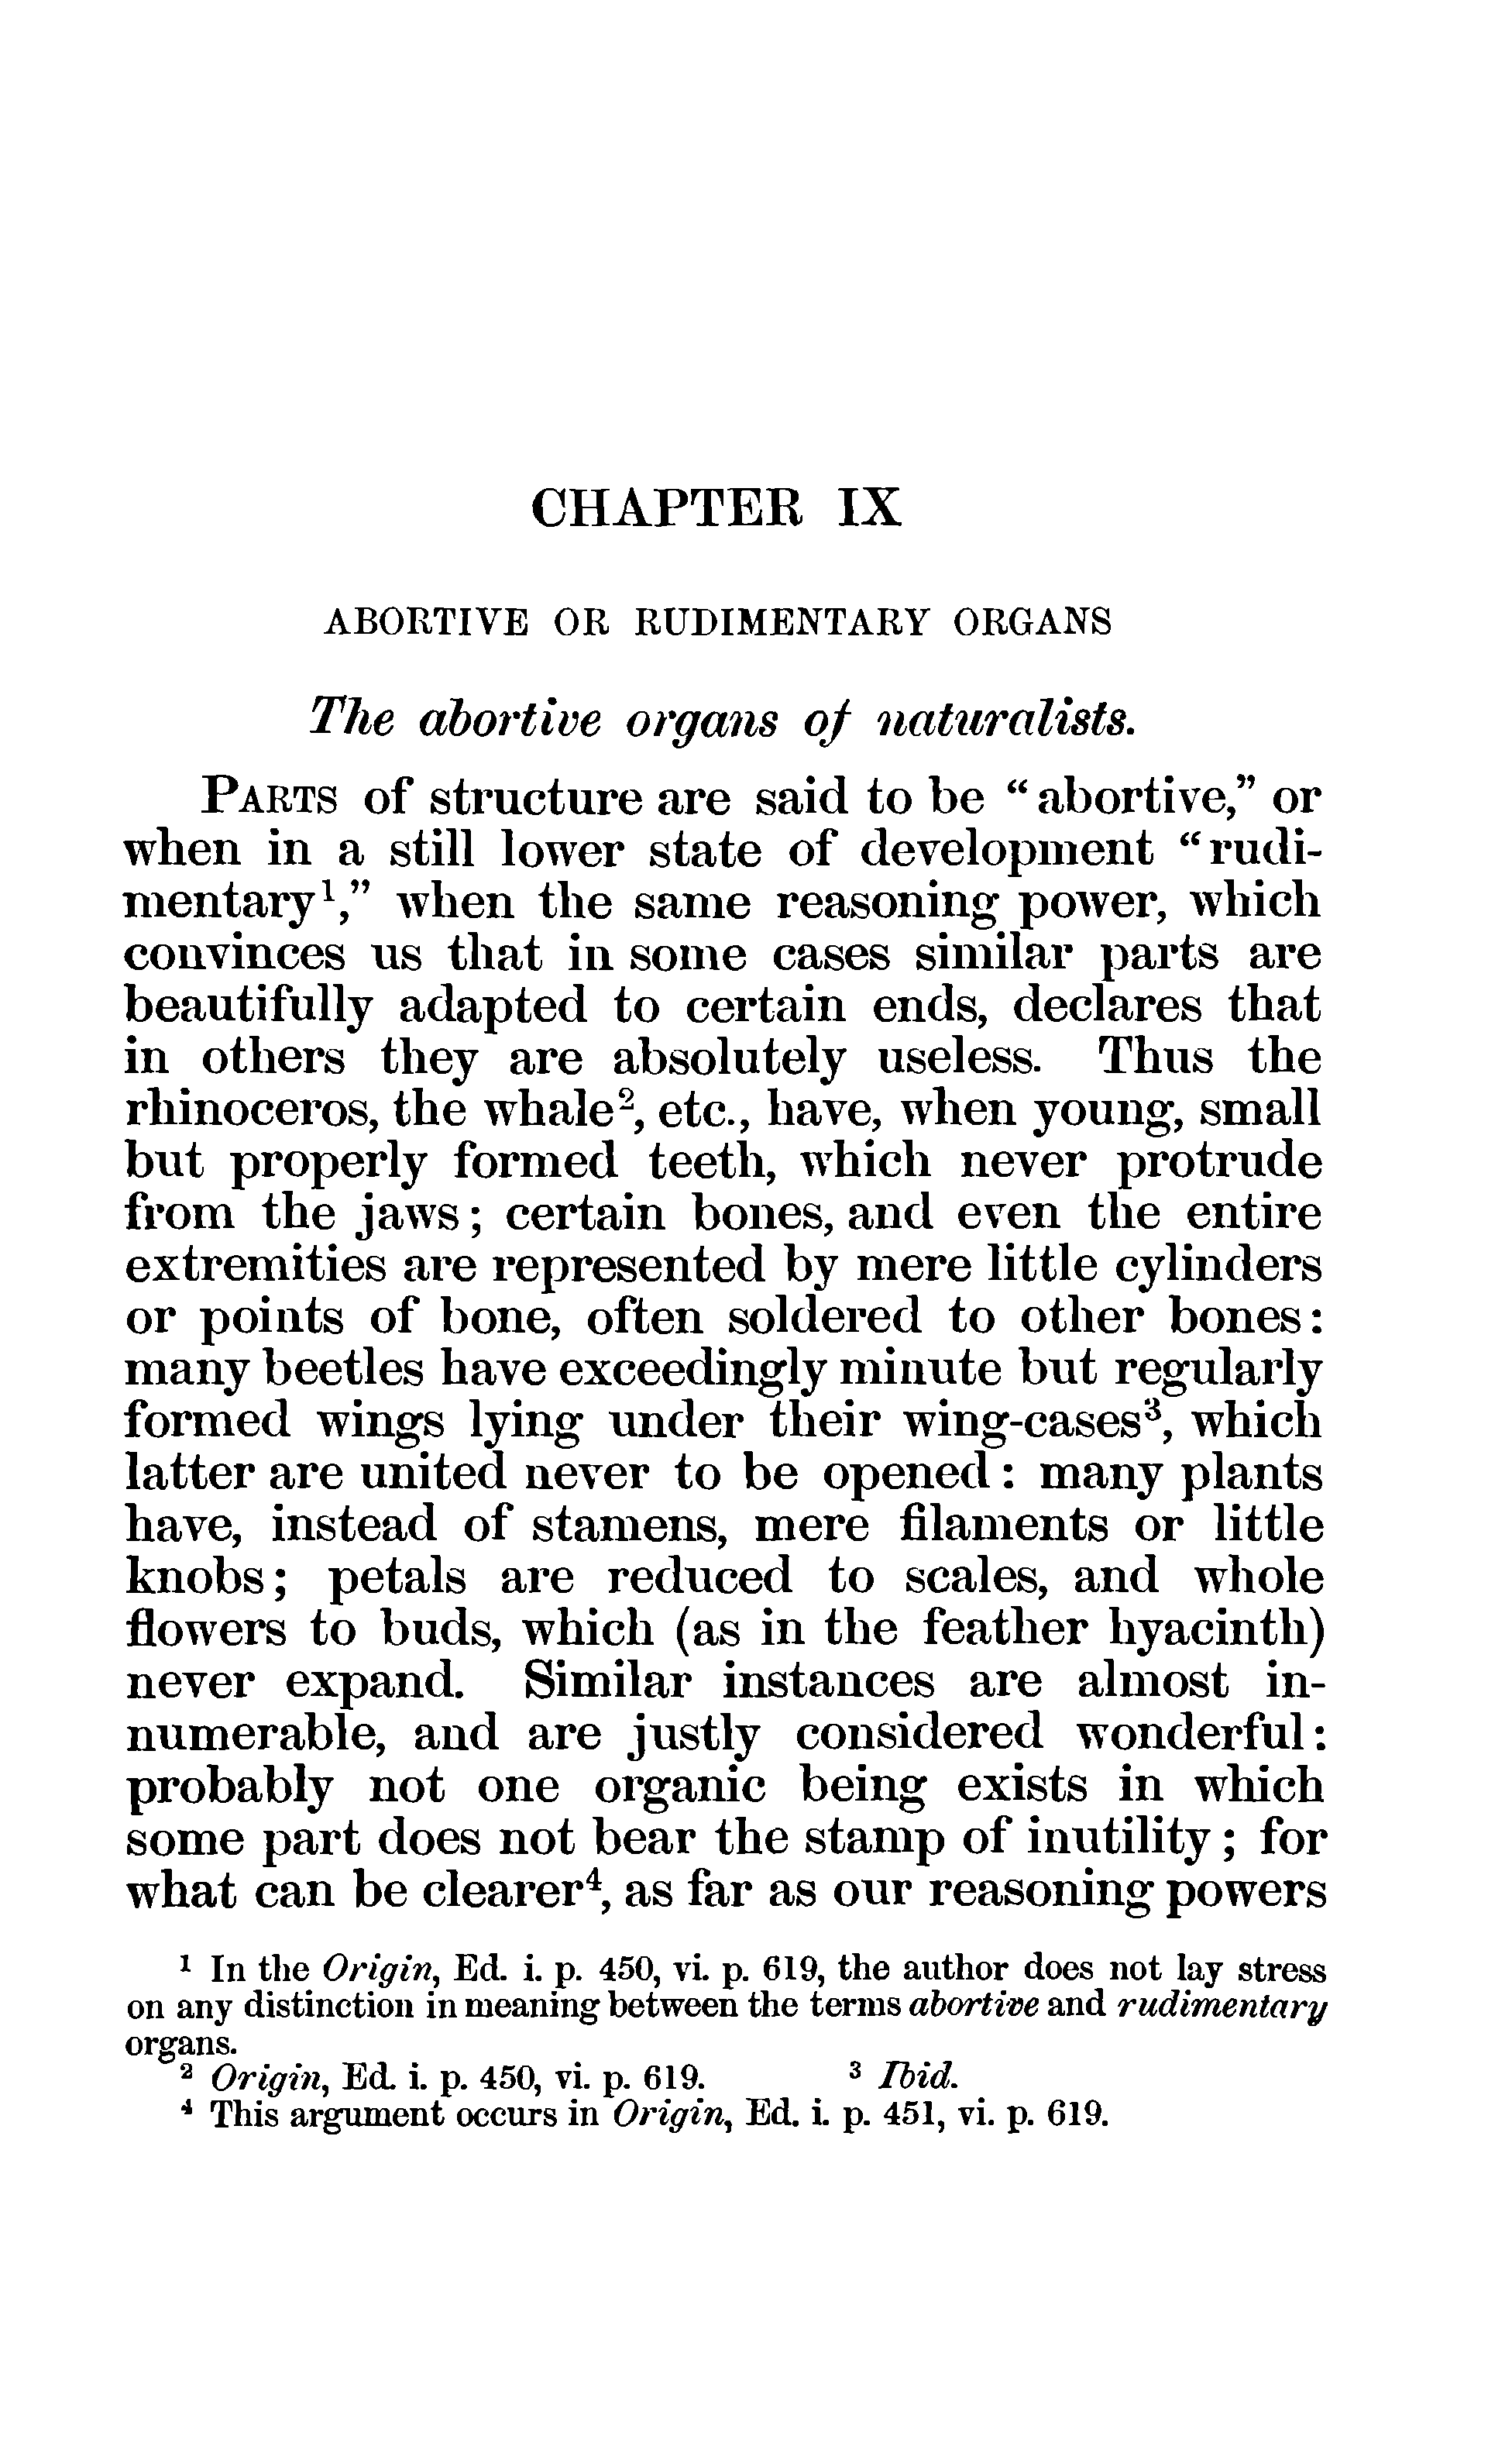 CHAPTER IX
ABORTIVE OR RUDIMENTARY ORGANS
The abortive organs of naturalists.
PARTS of structure are said to be “abortive,” or
when in a still lower state of development “rudi-
mentary¹,” when the same reasoning power, which
convinces us that in some cases similar parts are
beautifully adapted to certain ends, declares that
in others they are absolutely useless. Thus the
rhinoceros, the whale², etc., have, when young, small
but properly formed teeth, which never protrude
from the jaws; certain bones, and even the entire
extremities are represented by mere little cylinders
or points of bone, often soldered to other bones:
many beetles have exceedingly minute but regularly
formed wings lying under their wing-cases³, which
latter are united never to be opened: many plants
have, instead of stamens, mere filaments or little
knobs; petals are reduced to scales, and whole
flowers to buds, which (as in the feather hyacinth)
never expand. Similar instances are almost in-
numerable, and are justly considered wonderful:
probably not one organic being exists in which
some part does not bear the stamp of inutility; for
what can be clearer⁴, as far as our reasoning powers
¹ In the Origin, Ed. i. p. 450, vi. p. 619, the author does not lay stress
on any distinction in meaning between the terms abortive and rudimentary
organs.
² Origin, Ed. i. p. 450, vi. p. 619. ³ Ibid.
⁴ This argument occurs in Origin, Ed. i. p. 451, vi. p. 619.